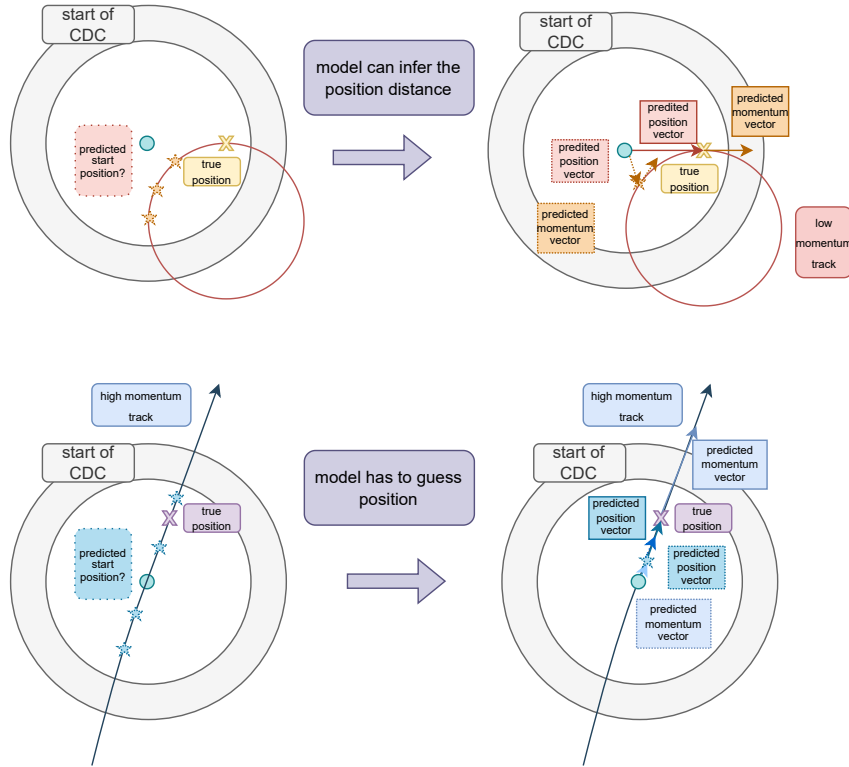 start of
CDC
model can infer the
position distance
start of
CDC
predicted
start
position?
true
position
predited
position
vector
predited
position
vector
predicted
momentum
vector
true
position
predicted
momentum
vector
low
momentum
track
high momentum
track
start of
CDC
model has to guess
position
high momentum
track
start of
CDC
true
position
predicted
start
position?
predicted
momentum
vector
predicted
position
vector
true
position
predicted
position
vector
predicted
momentum
vector